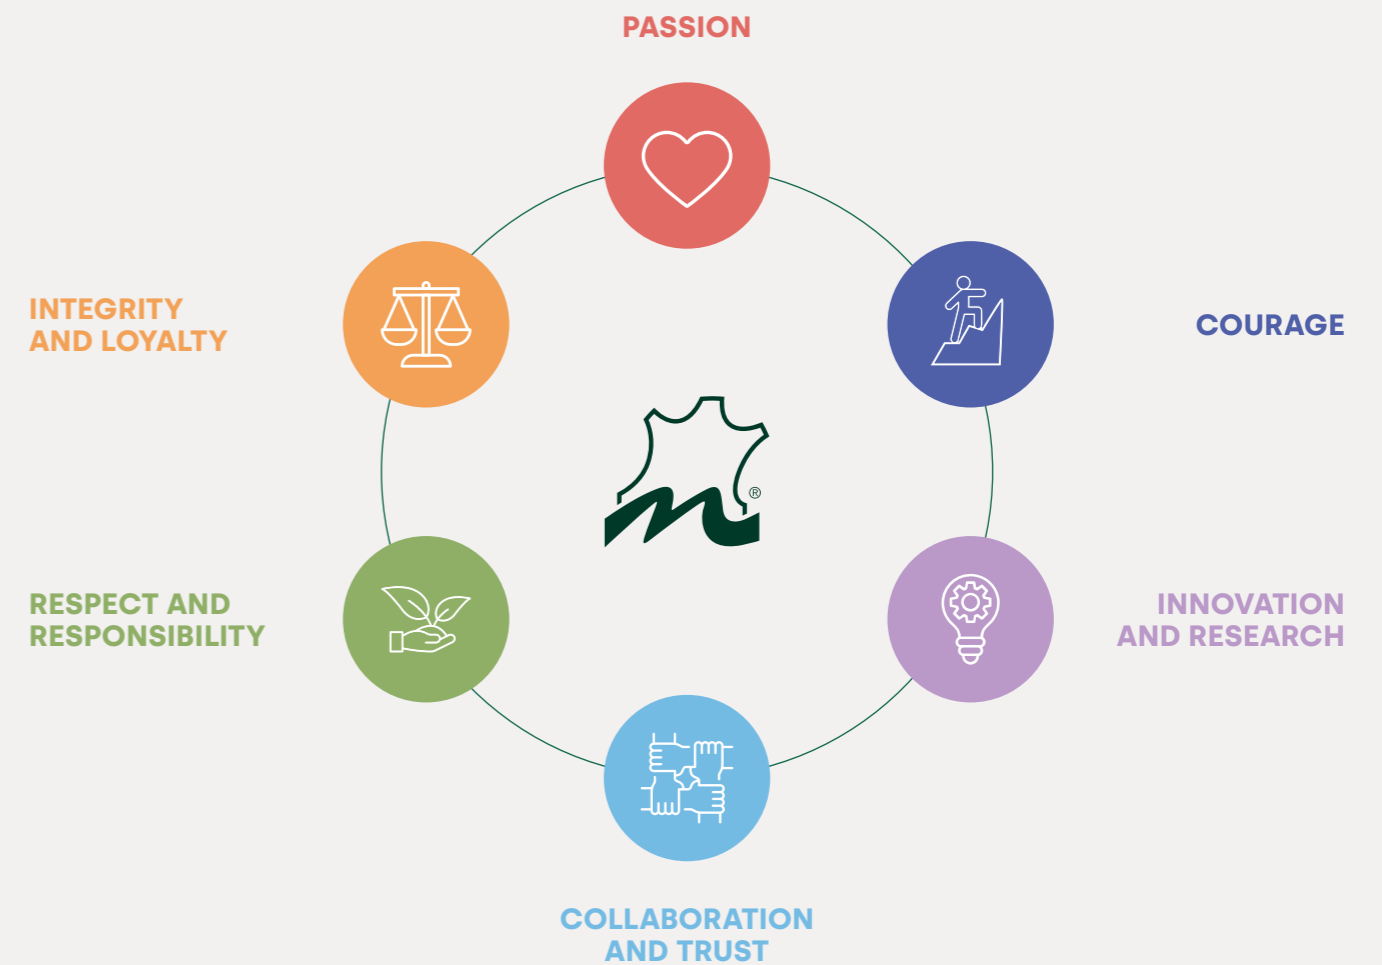 PASSION
INTEGRITY
AND LOYALTY
COURAGE
®
RESPECT AND
RESPONSIBILITY
INNOVATION
AND RESEARCH
COLLABORATION
AND TRUST